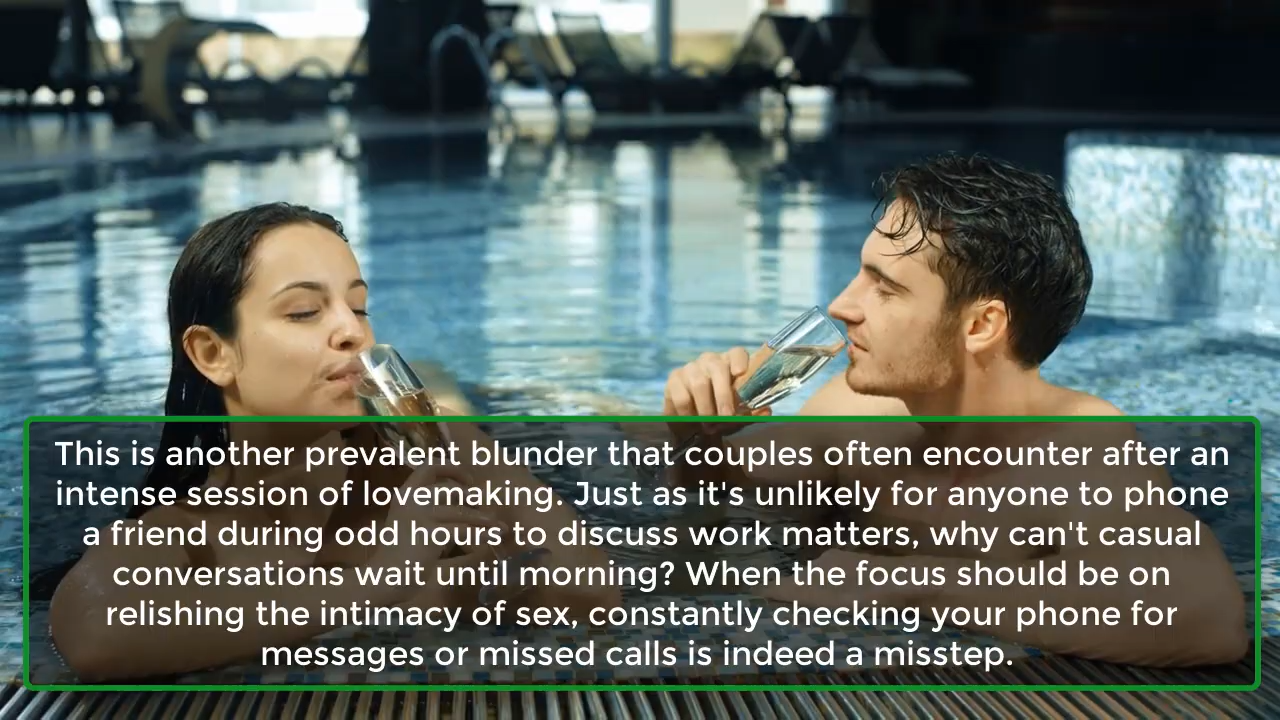 This is another prevalent blunder that couples often encounter after an
intense session of lovemaking. Just as it's unlikely for anyone to phone
a friend during odd hours to discuss work matters, why can't casual
conversations wait until morning? When the focus should be on
relishing the intimacy of sex, constantly checking your phone for
messages or missed calls is indeed a misstep.